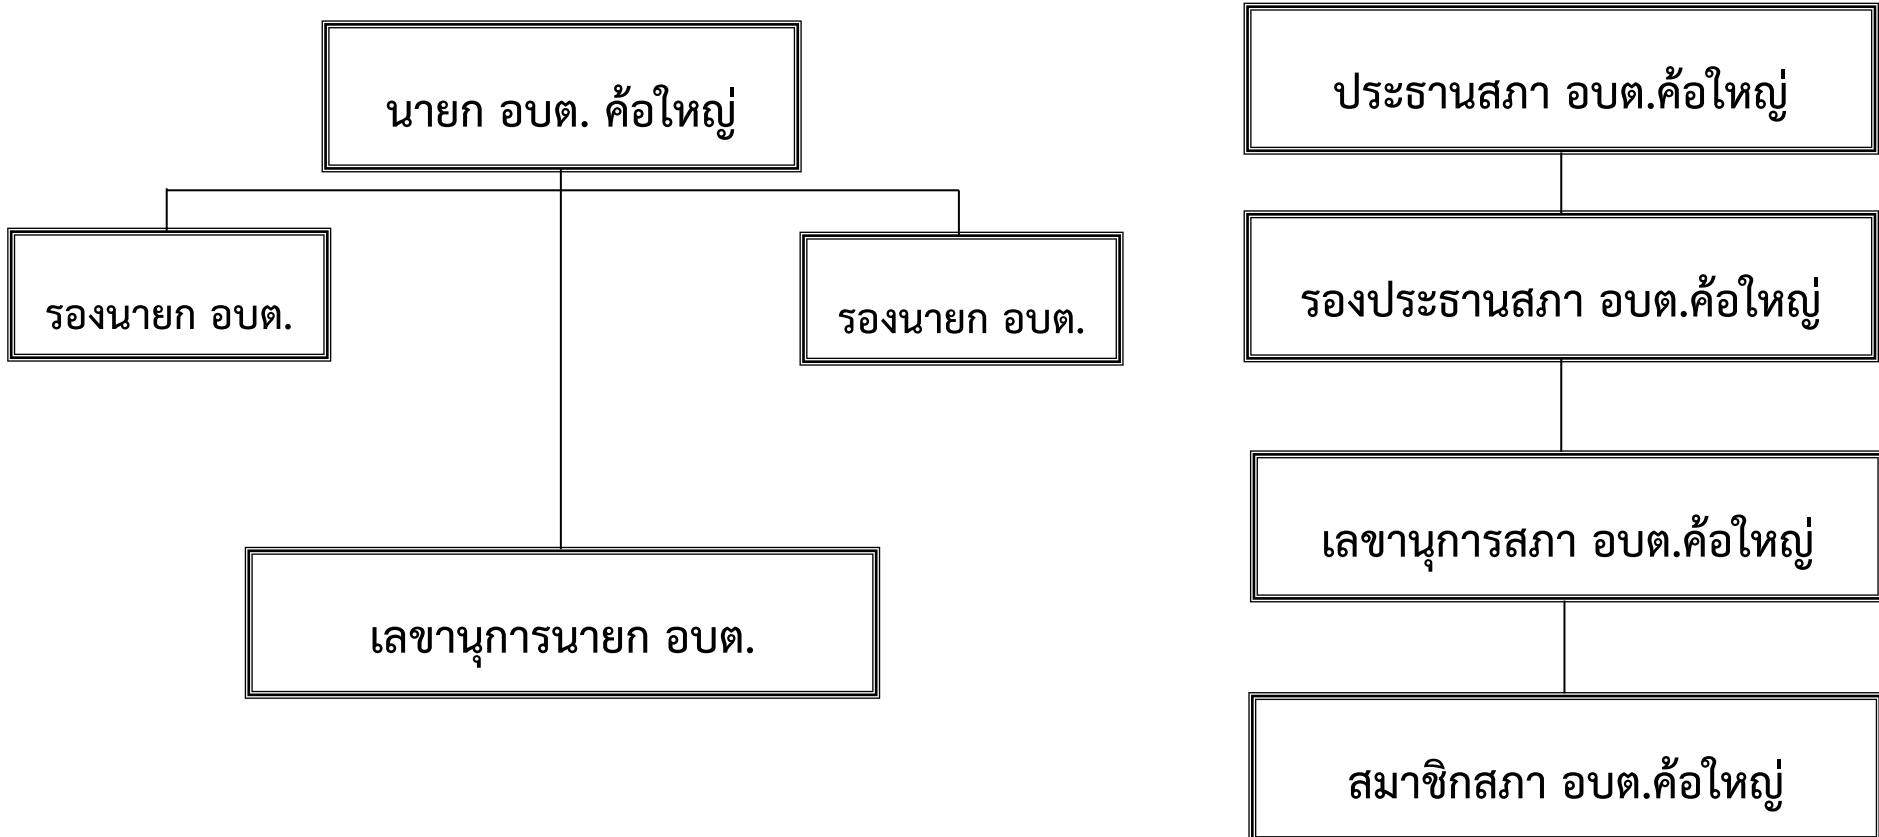 นายก อบต. ค้อใหญ่
รองนายก อบต.
รองนายก อบต.
เลขานุการนายก อบต.
ประธานสภา อบต.ค้อใหญ่
รองประธานสภา อบต.ค้อใหญ่
เลขานุการสภา อบต.ค้อใหญ่
สมาชิกสภา อบต.ค้อใหญ่